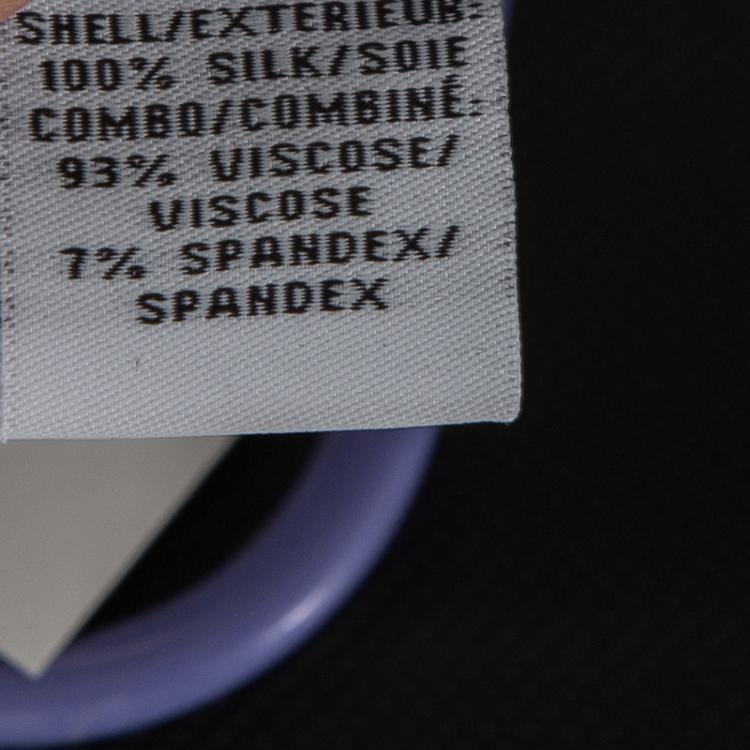 SHELL/EXTERIEUR:
100% SILK/SOIE
COMBO/COMBINÉ:
93% VISCOSE/
VISCOSE
7% SPANDEX/
SPANDEX